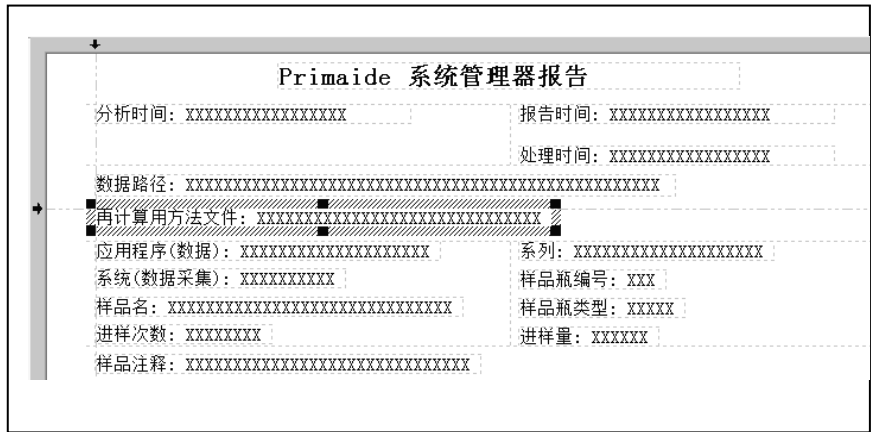 Primaide 系统管理器报告
分析时间: XXXXXXXXXXXXXXXXX 报告时间: XXXXXXXXXXXXXXXXX
处理时间: XXXXXXXXXXXXXXXXX
数据路径: XXXXXXXXXXXXXXXXXXXXXXXXXXXXXXXXXXXXXXXXXXXXXXXXXX
再计算用方法文件: XXXXXXXXXXXXXXXXXXXXXXXXXXXXXX
应用程序(数据): XXXXXXXXXXXXXXXXXXXX 系列: XXXXXXXXXXXXXXXXXXXX
系统(数据采集): XXXXXXXXXX 样品瓶编号: XXX
样品名: XXXXXXXXXXXXXXXXXXXXXXXXXXXXXX 样品瓶类型: XXXXX
进样次数: XXXXXXXX 进样量: XXXXXX
样品注释: XXXXXXXXXXXXXXXXXXXXXXXXXXXXXX